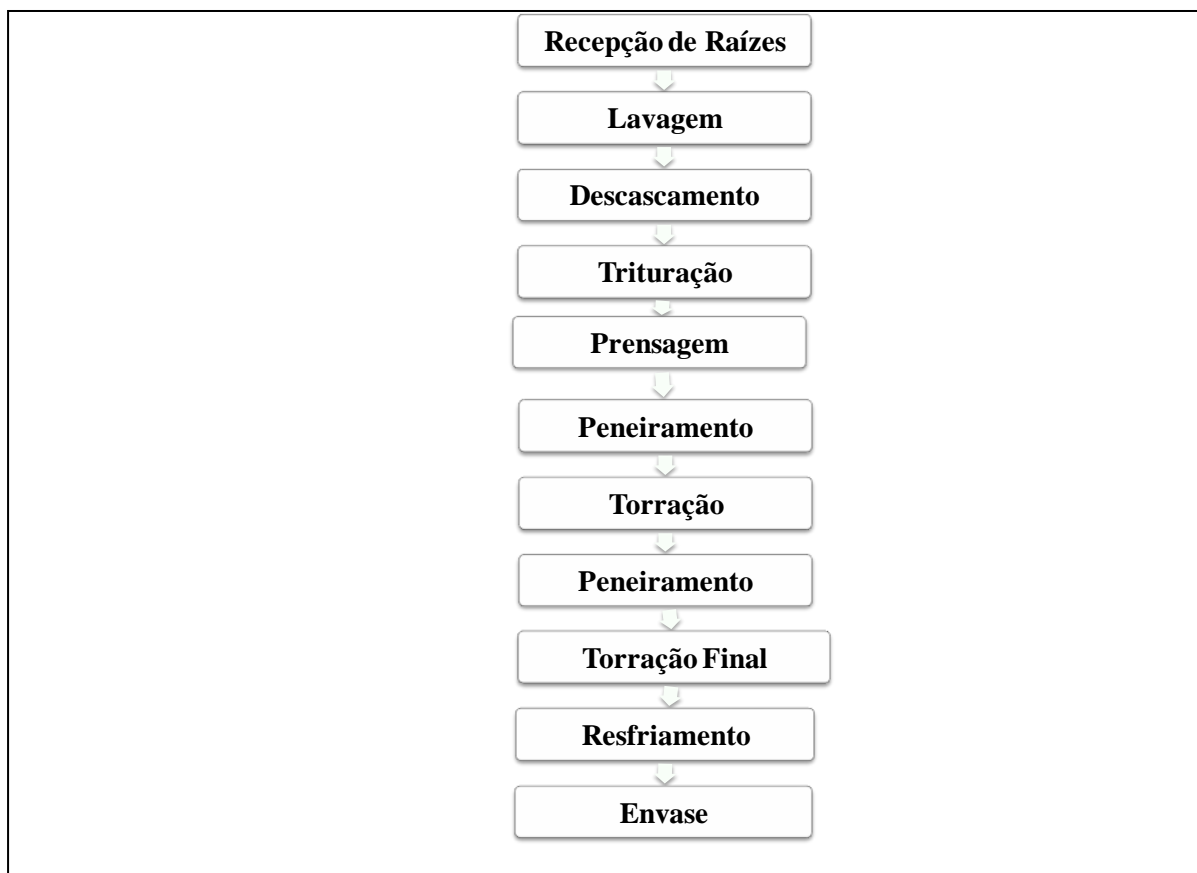 Recepção de Raízes
Lavagem
Descascamento
Trituração
Prensagem
Peneiramento
Torração
Peneiramento
Torração Final
Resfriamento
Envase